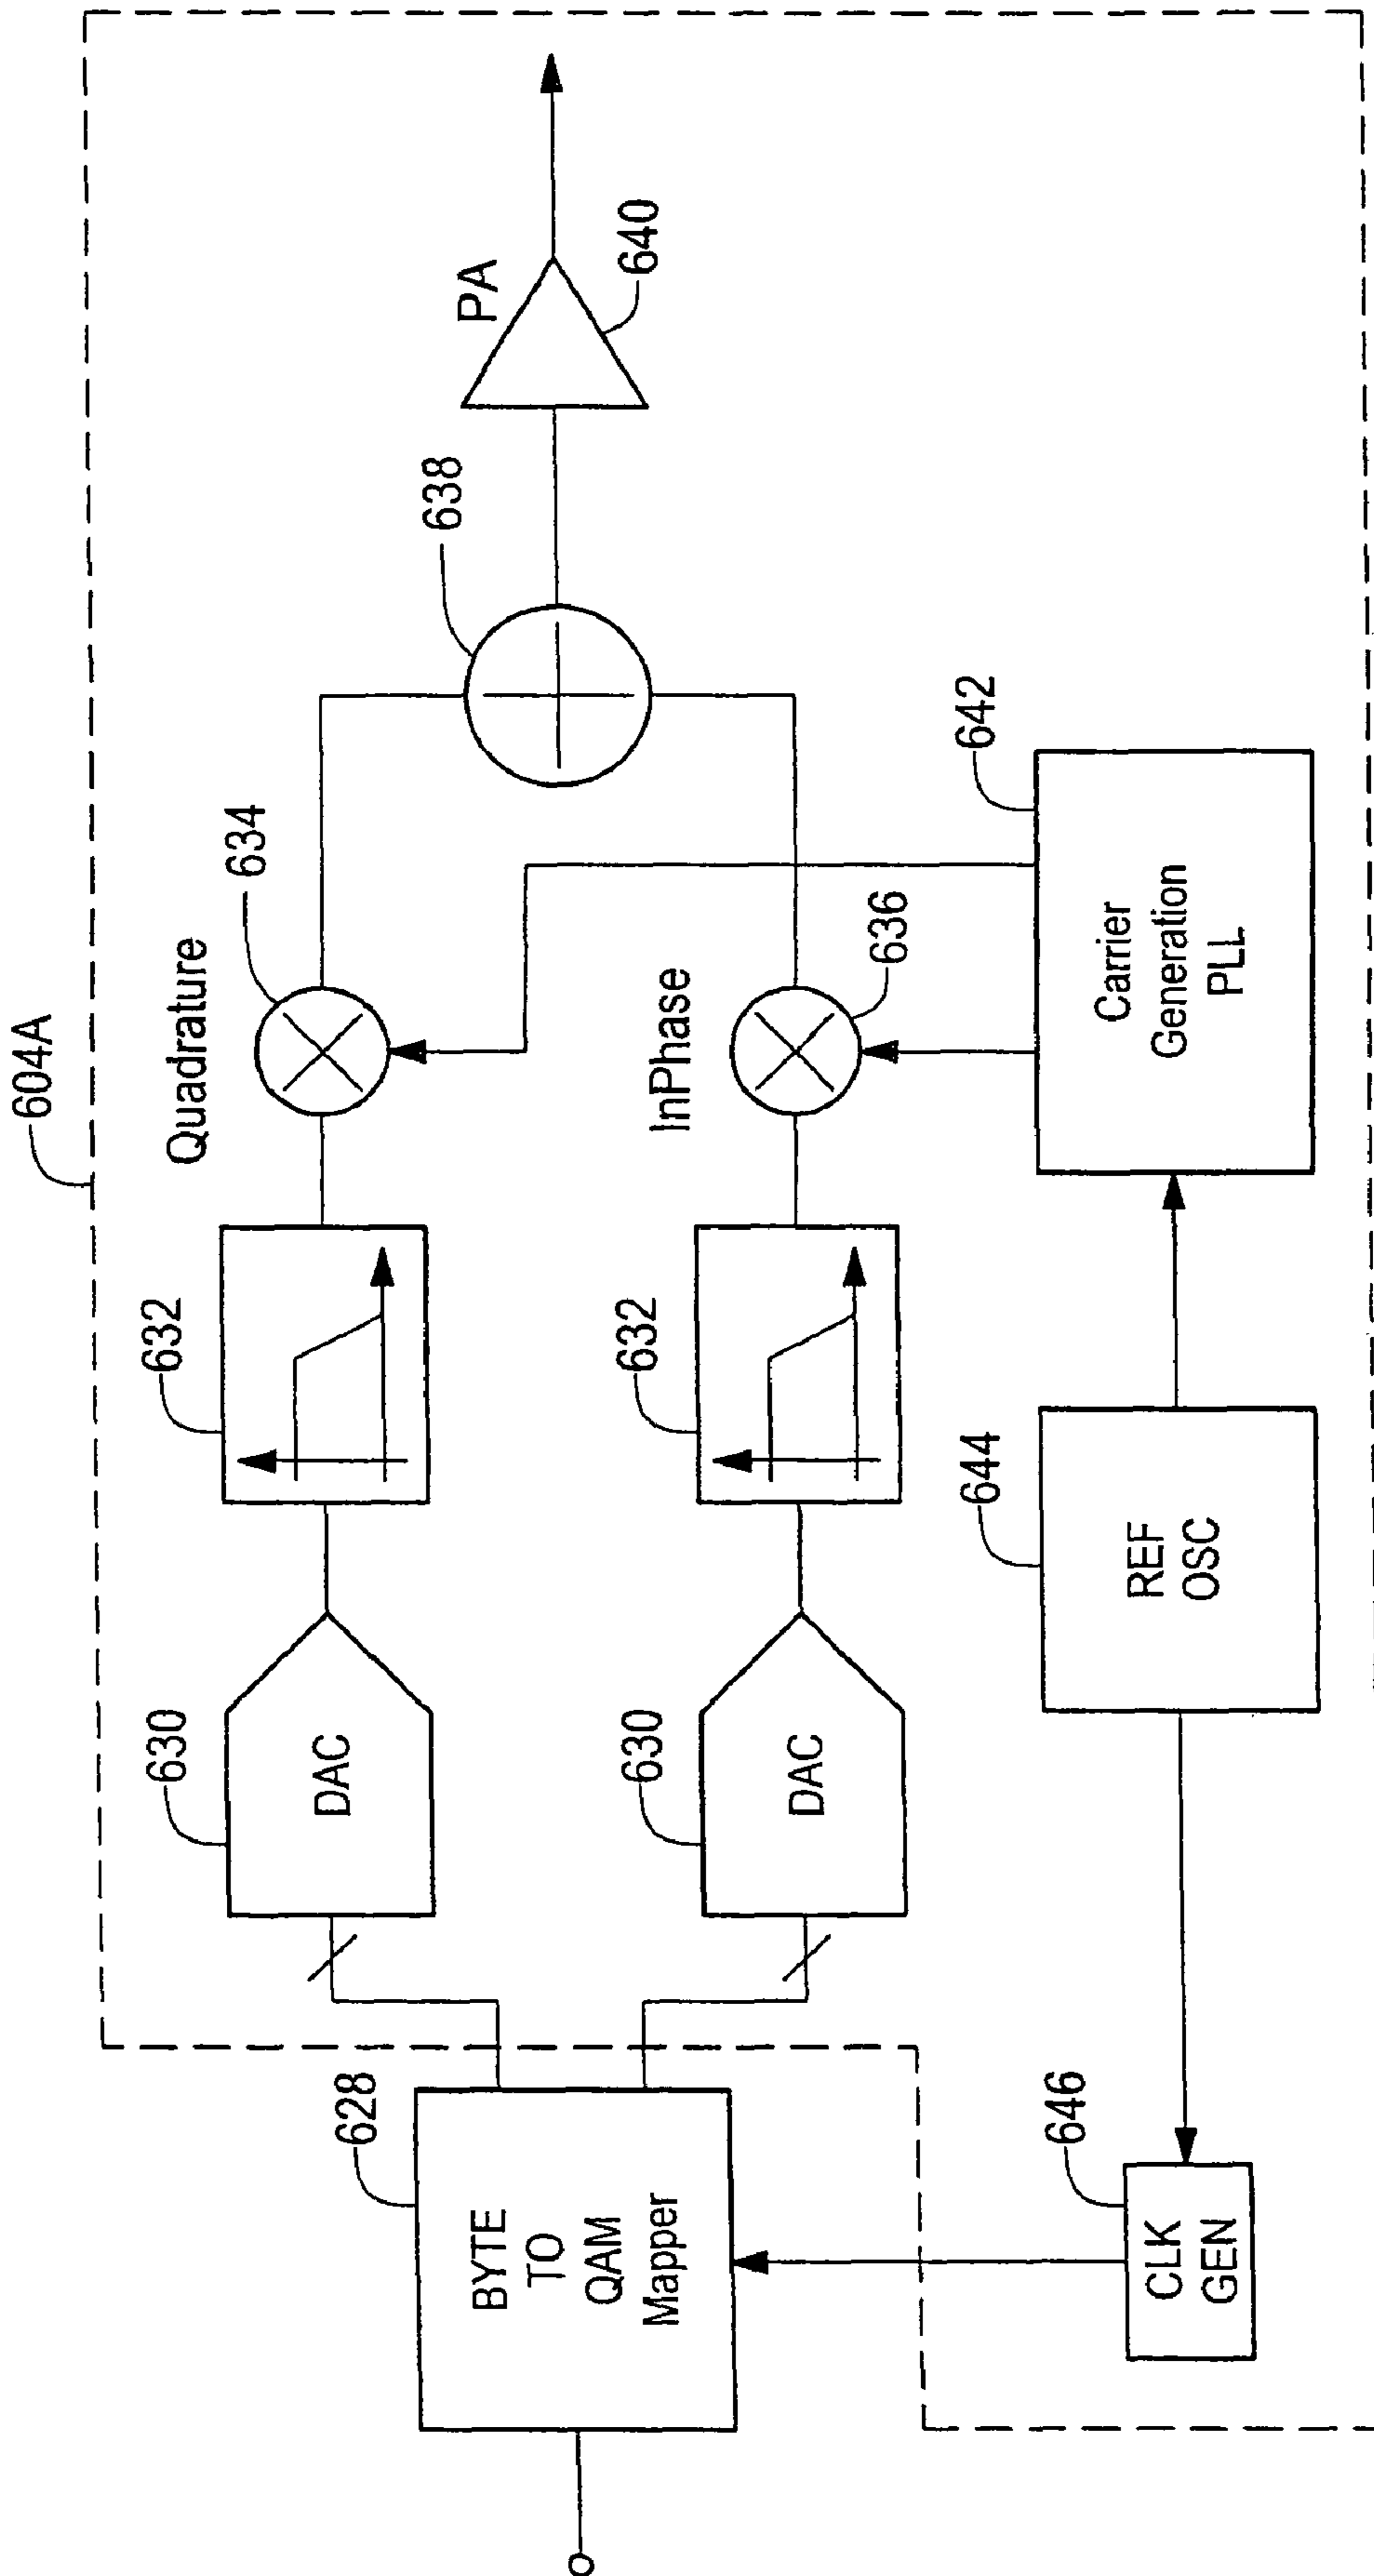 604A
Quadrature
634
632
630
DAC
628
BYTE
TO
QAM
Mapper
638
PA
640
InPhase
636
632
630
DAC
642
Carrier
Generation
PLL
644
REF
OSC
646
CLK
GEN